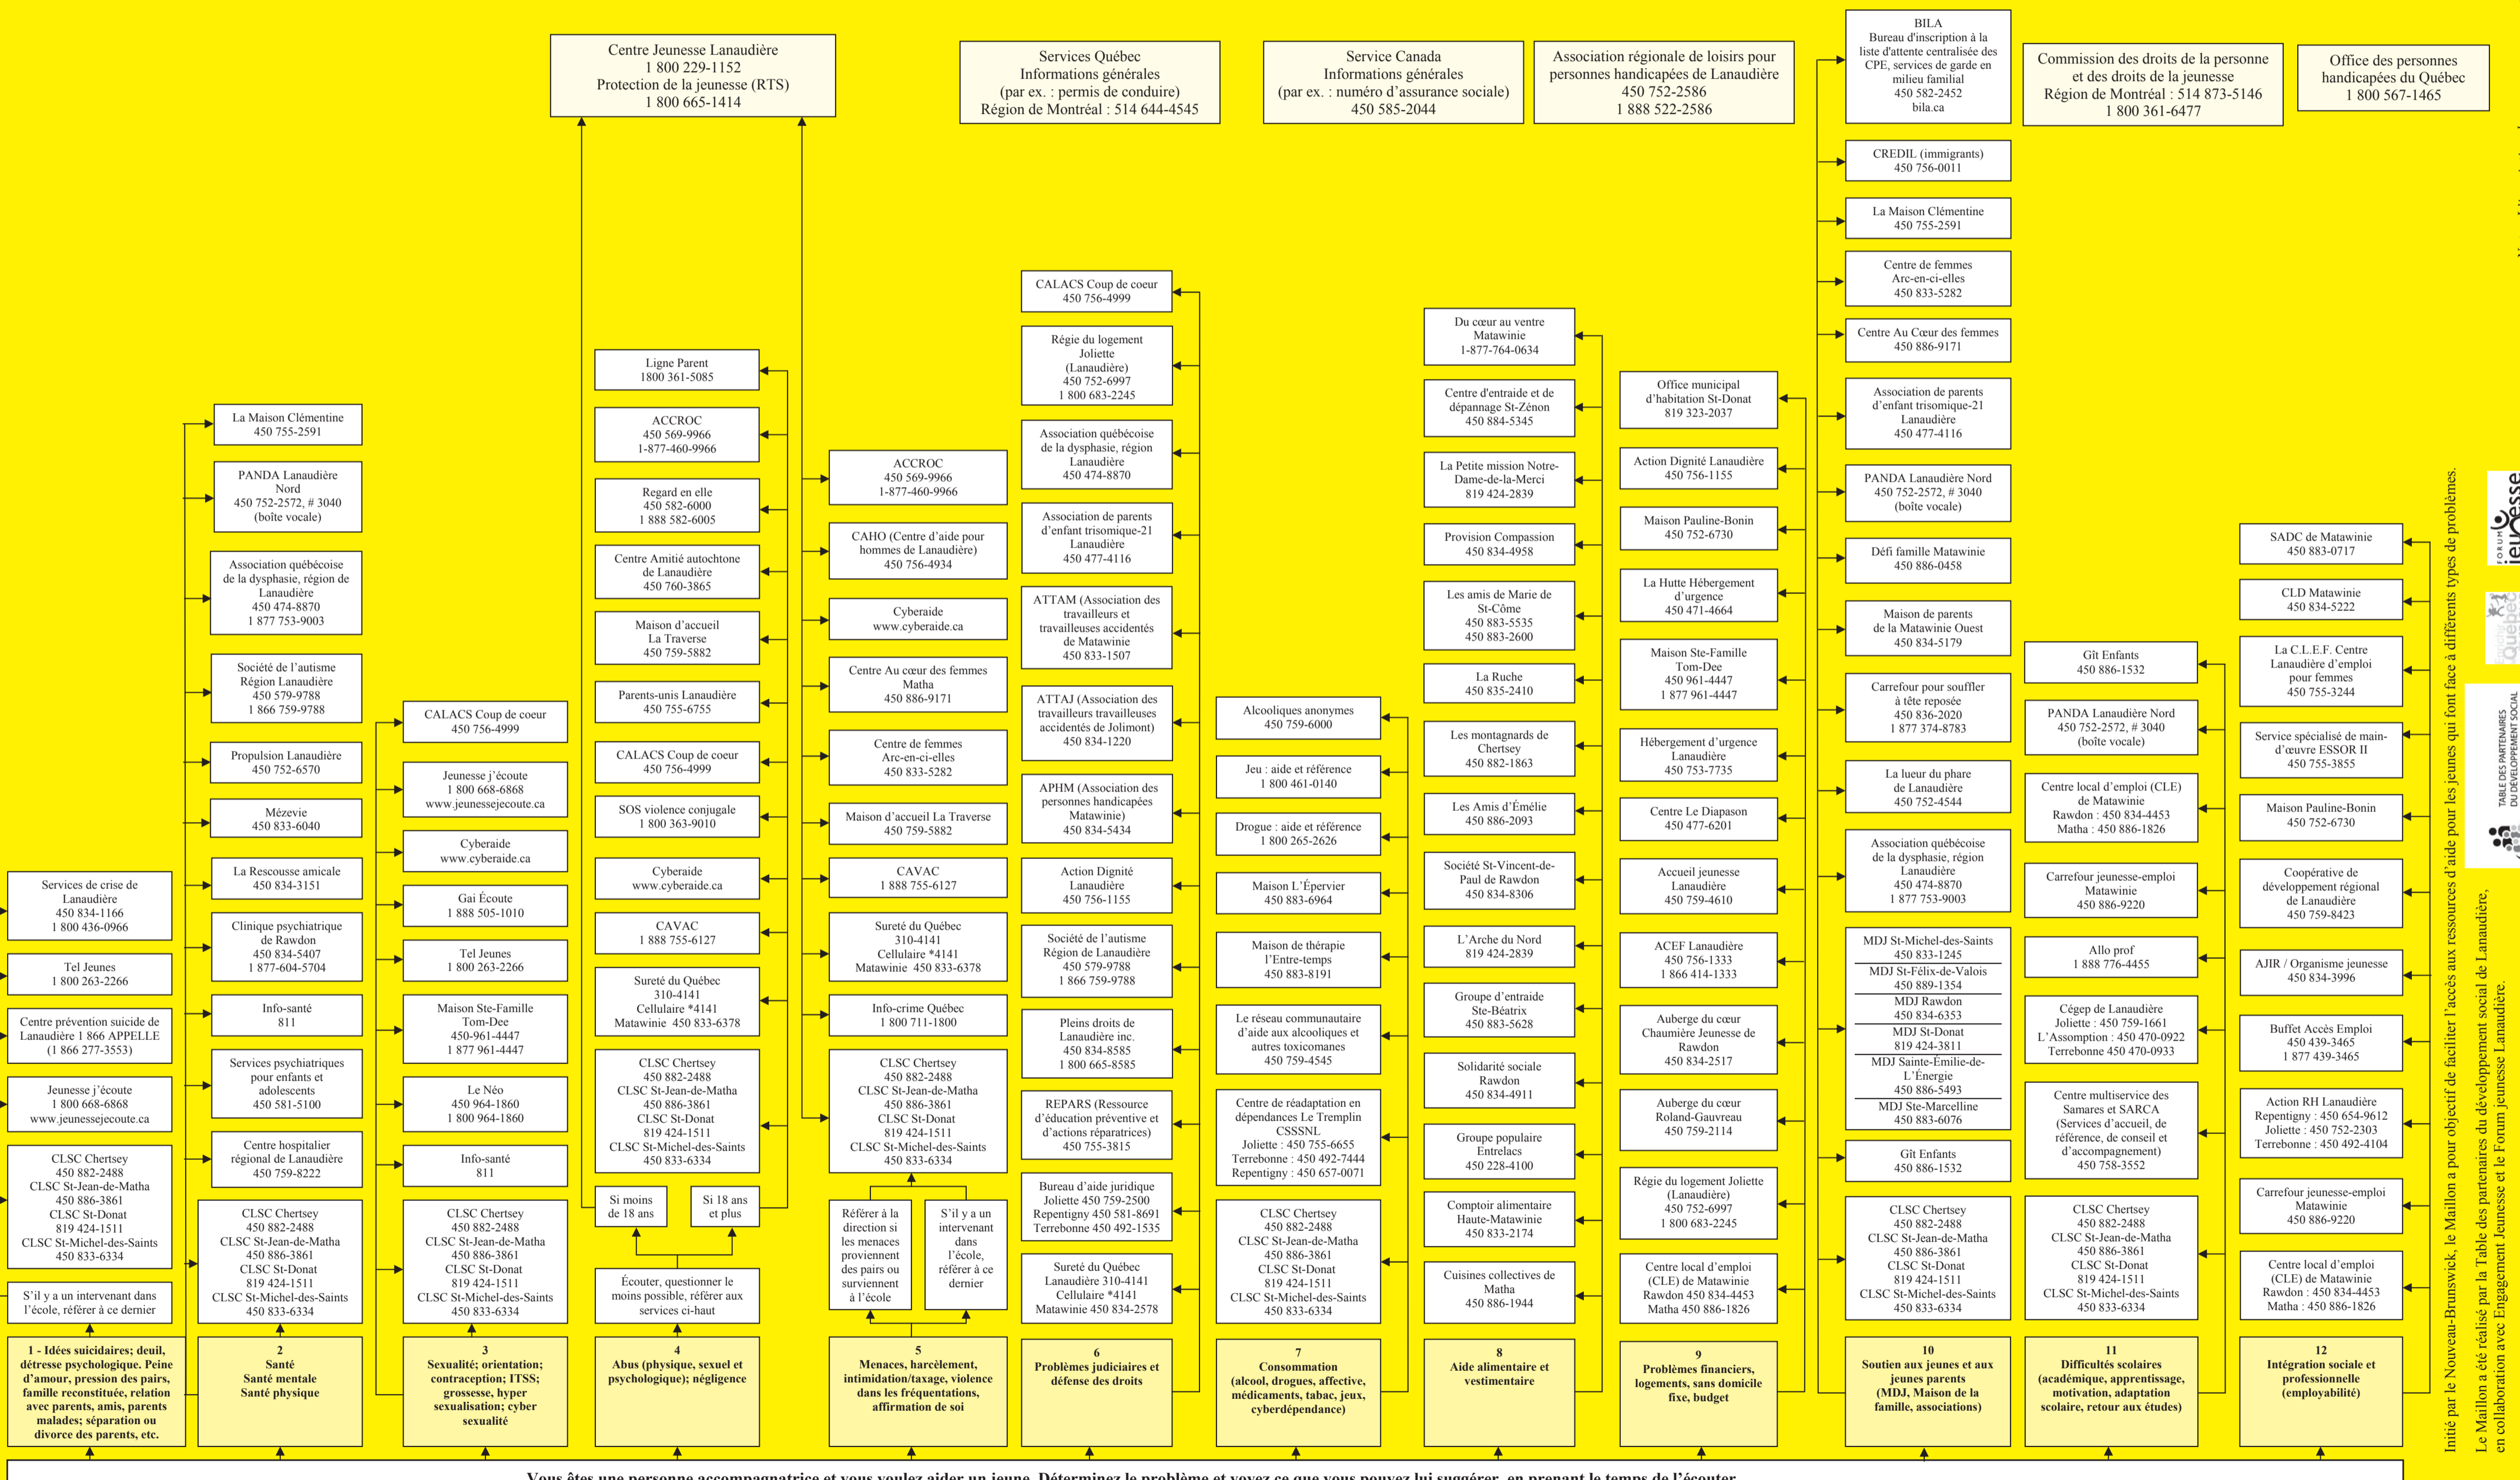 Centre Jeunesse Lanaudière
1 800 229-1152
Protection de la jeunesse (RTS)
1 800 665-1414
Services Québec
Informations générales
(par ex. : permis de conduire)
Région de Montréal : 514 644-4545
Service Canada
Informations générales
(par ex. : numéro d’assurance sociale)
450 585-2044
Association régionale de loisirs pour
personnes handicapées de Lanaudière
450 752-2586
1 888 522-2586
BILA
Bureau d'inscription à la
liste d'attente centralisée des
CPE, services de garde en
milieu familial
450 582-2452
bila.ca
Commission des droits de la personne
et des droits de la jeunesse
Région de Montréal : 514 873-5146
1 800 361-6477
Office des personnes
handicapées du Québec
1 800 567-1465
Services de crise de
Lanaudière
450 834-1166
1 800 436-0966
Tel Jeunes
1 800 263-2266
Centre prévention suicide de
Lanaudière 1 866 APPELLE
(1 866 277-3553)
Jeunesse j’écoute
1 800 668-6868
www.jeunessejecoute.ca
CLSC Chertsey
450 882-2488
CLSC St-Jean-de-Matha
450 886-3861
CLSC St-Donat
819 424-1511
CLSC St-Michel-des-Saints
450 833-6334
S’il y a un intervenant dans
l’école, référer à ce dernier
1 - Idées suicidaires; deuil,
détresse psychologique. Peine
d’amour, pression des pairs,
famille reconstituée, relation
avec parents, amis, parents
malades; séparation ou
divorce des parents, etc.
La Maison Clémentine
450 755-2591
PANDA Lanaudière
Nord
450 752-2572, # 3040
(boîte vocale)
Association québécoise
de la dysphasie, région de
Lanaudière
450 474-8870
1 877 753-9003
Société de l’autisme
Région Lanaudière
450 579-9788
1 866 759-9788
Propulsion Lanaudière
450 752-6570
Mézevie
450 833-6040
La Rescousse amicale
450 834-3151
Clinique psychiatrique
de Rawdon
450 834-5407
1 877-604-5704
Info-santé
811
Services psychiatriques
pour enfants et
adolescents
450 581-5100
Centre hospitalier
régional de Lanaudière
450 759-8222
CLSC Chertsey
450 882-2488
CLSC St-Jean-de-Matha
450 886-3861
CLSC St-Donat
819 424-1511
CLSC St-Michel-des-Saints
450 833-6334
2
Santé
Santé mentale
Santé physique
CALACS Coup de coeur
450 756-4999
Jeunesse j’écoute
1 800 668-6868
www.jeunessejecoute.ca
Cyberaide
www.cyberaide.ca
Gai Écoute
1 888 505-1010
Tel Jeunes
1 800 263-2266
Maison Ste-Famille
Tom-Dee
450-961-4447
1 877 961-4447
Le Néo
450 964-1860
1 800 964-1860
Info-santé
811
CLSC Chertsey
450 882-2488
CLSC St-Jean-de-Matha
450 886-3861
CLSC St-Donat
819 424-1511
CLSC St-Michel-des-Saints
450 833-6334
3
Sexualité; orientation;
contraception; ITSS;
grossesse, hyper
sexualisation; cyber
sexualité
Ligne Parent
1800 361-5085
ACCROC
450 569-9966
1-877-460-9966
Regard en elle
450 582-6000
1 888 582-6005
Centre Amitié autochtone
de Lanaudière
450 760-3865
Maison d’accueil
La Traverse
450 759-5882
Parents-unis Lanaudière
450 755-6755
CALACS Coup de coeur
450 756-4999
SOS violence conjugale
1 800 363-9010
Cyberaide
www.cyberaide.ca
CAVAC
1 888 755-6127
Sureté du Québec
310-4141
Cellulaire *4141
Matawinie 450 833-6378
CLSC Chertsey
450 882-2488
CLSC St-Jean-de-Matha
450 886-3861
CLSC St-Donat
819 424-1511
CLSC St-Michel-des-Saints
450 833-6334
Si moins
de 18 ans
Si 18 ans
et plus
Écouter, questionner le
moins possible, référer aux
services ci-haut
4
Abus (physique, sexuel et
psychologique); négligence
ACCROC
450 569-9966
1-877-460-9966
CAHO (Centre d’aide pour
hommes de Lanaudière)
450 756-4934
Cyberaide
www.cyberaide.ca
Centre Au cœur des femmes
Matha
450 886-9171
Centre de femmes
Arc-en-ci-elles
450 833-5282
Maison d’accueil La Traverse
450 759-5882
CAVAC
1 888 755-6127
Sureté du Québec
310-4141
Cellulaire *4141
Matawinie 450 833-6378
Info-crime Québec
1 800 711-1800
CLSC Chertsey
450 882-2488
CLSC St-Jean-de-Matha
450 886-3861
CLSC St-Donat
819 424-1511
CLSC St-Michel-des-Saints
450 833-6334
Référer à la
direction si
les menaces
proviennent
des pairs ou
surviennent
à l’école
S’il y a un
intervenant
dans
l’école,
référer à ce
dernier
5
Menaces, harcèlement,
intimidation/taxage, violence
dans les fréquentations,
affirmation de soi
CALACS Coup de coeur
450 756-4999
Régie du logement
Joliette
(Lanaudière)
450 752-6997
1 800 683-2245
Association québécoise
de la dysphasie, région
Lanaudière
450 474-8870
Association de parents
d’enfant trisomique-21
Lanaudière
450 477-4116
ATTAM (Association des
travailleurs et
travailleuses accidentés
de Matawinie
450 833-1507
ATTAJ (Association des
travailleurs travailleuses
accidentés de Jolimont)
450 834-1220
APHM (Association des
personnes handicapées
Matawinie)
450 834-5434
Action Dignité
Lanaudière
450 756-1155
Société de l’autisme
Région de Lanaudière
450 579-9788
1 866 759-9788
Pleins droits de
Lanaudière inc.
450 834-8585
1 800 665-8585
REPARS (Ressource
d’éducation préventive et
d’actions réparatrices)
450 755-3815
Bureau d’aide juridique
Joliette 450 759-2500
Repentigny 450 581-8691
Terrebonne 450 492-1535
Sureté du Québec
Lanaudière 310-4141
Cellulaire *4141
Matawinie 450 834-2578
6
Problèmes judiciaires et
défense des droits
Alcooliques anonymes
450 759-6000
Jeu : aide et référence
1 800 461-0140
Drogue : aide et référence
1 800 265-2626
Maison L’Épervier
450 883-6964
Maison de thérapie
l’Entre-temps
450 883-8191
Le réseau communautaire
d’aide aux alcooliques et
autres toxicomanes
450 759-4545
Centre de réadaptation en
dépendances Le Tremplin
CSSSNL
Joliette : 450 755-6655
Terrebonne : 450 492-7444
Repentigny : 450 657-0071
CLSC Chertsey
450 882-2488
CLSC St-Jean-de-Matha
450 886-3861
CLSC St-Donat
819 424-1511
CLSC St-Michel-des-Saints
450 833-6334
7
Consommation
(alcool, drogues, affective,
médicaments, tabac, jeux,
cyberdépendance)
Du cœur au ventre
Matawinie
1-877-764-0634
Centre d'entraide et de
dépannage St-Zénon
450 884-5345
La Petite mission Notre-
Dame-de-la-Merci
819 424-2839
Provision Compassion
450 834-4958
Les amis de Marie de
St-Côme
450 883-5535
450 883-2600
La Ruche
450 835-2410
Les montagnards de
Chertsey
450 882-1863
Les Amis d’Émélie
450 886-2093
Société St-Vincent-de-
Paul de Rawdon
450 834-8306
L’Arche du Nord
819 424-2839
Groupe d’entraide
Ste-Béatrix
450 883-5628
Solidarité sociale
Rawdon
450 834-4911
Groupe populaire
Entrelacs
450 228-4100
Comptoir alimentaire
Haute-Matawinie
450 833-2174
Cuisines collectives de
Matha
450 886-1944
8
Aide alimentaire et
vestimentaire
Office municipal
d’habitation St-Donat
819 323-2037
Action Dignité Lanaudière
450 756-1155
Maison Pauline-Bonin
450 752-6730
La Hutte Hébergement
d’urgence
450 471-4664
Maison Ste-Famille
Tom-Dee
450 961-4447
1 877 961-4447
Hébergement d’urgence
Lanaudière
450 753-7735
Centre Le Diapason
450 477-6201
Accueil jeunesse
Lanaudière
450 759-4610
ACEF Lanaudière
450 756-1333
1 866 414-1333
Auberge du cœur
Chaumière Jeunesse de
Rawdon
450 834-2517
Auberge du cœur
Roland-Gauvreau
450 759-2114
Régie du logement Joliette
(Lanaudière)
450 752-6997
1 800 683-2245
Centre local d’emploi
(CLE) de Matawinie
Rawdon 450 834-4453
Matha 450 886-1826
9
Problèmes financiers,
logements, sans domicile
fixe, budget
CREDIL (immigrants)
450 756-0011
La Maison Clémentine
450 755-2591
Centre de femmes
Arc-en-ci-elles
450 833-5282
Centre Au Cœur des femmes
450 886-9171
Association de parents
d’enfant trisomique-21
Lanaudière
450 477-4116
PANDA Lanaudière Nord
450 752-2572, # 3040
(boîte vocale)
Défi famille Matawinie
450 886-0458
Maison de parents
de la Matawinie Ouest
450 834-5179
Carrefour pour souffler
à tête reposée
450 836-2020
1 877 374-8783
La lueur du phare
de Lanaudière
450 752-4544
Association québécoise
de la dysphasie, région
Lanaudière
450 474-8870
1 877 753-9003
MDJ St-Michel-des-Saints
450 833-1245
MDJ St-Félix-de-Valois
450 889-1354
MDJ Rawdon
450 834-6353
MDJ St-Donat
819 424-3811
MDJ Sainte-Émilie-de-
L’Énergie
450 886-5493
MDJ Ste-Marcelline
450 883-6076
Gît Enfants
450 886-1532
CLSC Chertsey
450 882-2488
CLSC St-Jean-de-Matha
450 886-3861
CLSC St-Donat
819 424-1511
CLSC St-Michel-des-Saints
450 833-6334
10
Soutien aux jeunes et aux
jeunes parents
(MDJ, Maison de la
famille, associations)
Gît Enfants
450 886-1532
PANDA Lanaudière Nord
450 752-2572, # 3040
(boîte vocale)
Centre local d’emploi (CLE)
de Matawinie
Rawdon : 450 834-4453
Matha : 450 886-1826
Carrefour jeunesse-emploi
Matawinie
450 886-9220
Allo prof
1 888 776-4455
Cégep de Lanaudière
Joliette : 450 759-1661
L’Assomption : 450 470-0922
Terrebonne 450 470-0933
Centre multiservice des
Samares et SARCA
(Services d’accueil, de
référence, de conseil et
d’accompagnement)
450 758-3552
CLSC Chertsey
450 882-2488
CLSC St-Jean-de-Matha
450 886-3861
CLSC St-Donat
819 424-1511
CLSC St-Michel-des-Saints
450 833-6334
11
Difficultés scolaires
(académique, apprentissage,
motivation, adaptation
scolaire, retour aux études)
SADC de Matawinie
450 883-0717
CLD Matawinie
450 834-5222
La C.L.E.F. Centre
Lanaudière d’emploi
pour femmes
450 755-3244
Service spécialisé de main-
d’œuvre ESSOR II
450 755-3855
Maison Pauline-Bonin
450 752-6730
Coopérative de
développement régional
de Lanaudière
450 759-8423
AJIR / Organisme jeunesse
450 834-3996
Buffet Accès Emploi
450 439-3465
1 877 439-3465
Action RH Lanaudière
Repentigny : 450 654-9612
Joliette : 450 752-2303
Terrebonne : 450 492-4104
Carrefour jeunesse-emploi
Matawinie
450 886-9220
Centre local d’emploi
(CLE) de Matawinie
Rawdon : 450 834-4453
Matha : 450 886-1826
12
Intégration sociale et
professionnelle
(employabilité)
Initié par le Nouveau-Brunswick, le Maillon a pour objectif de faciliter l’accès aux ressources d’aide pour les jeunes qui font face à différents types de problèmes.
Le Maillon a été réalisé par la Table des partenaires du développement social de Lanaudière,
en collaboration avec Engagement Jeunesse et le Forum jeunesse Lanaudière.
FORUM
jeunesse
Québec
TABLE DES PARTENAIRES
DU DÉVELOPPEMENT SOCIAL
Vous êtes une personne accompagnatrice et vous voulez aider un jeune. Déterminez le problème et voyez ce que vous pouvez lui suggérer, en prenant le temps de l’écouter.